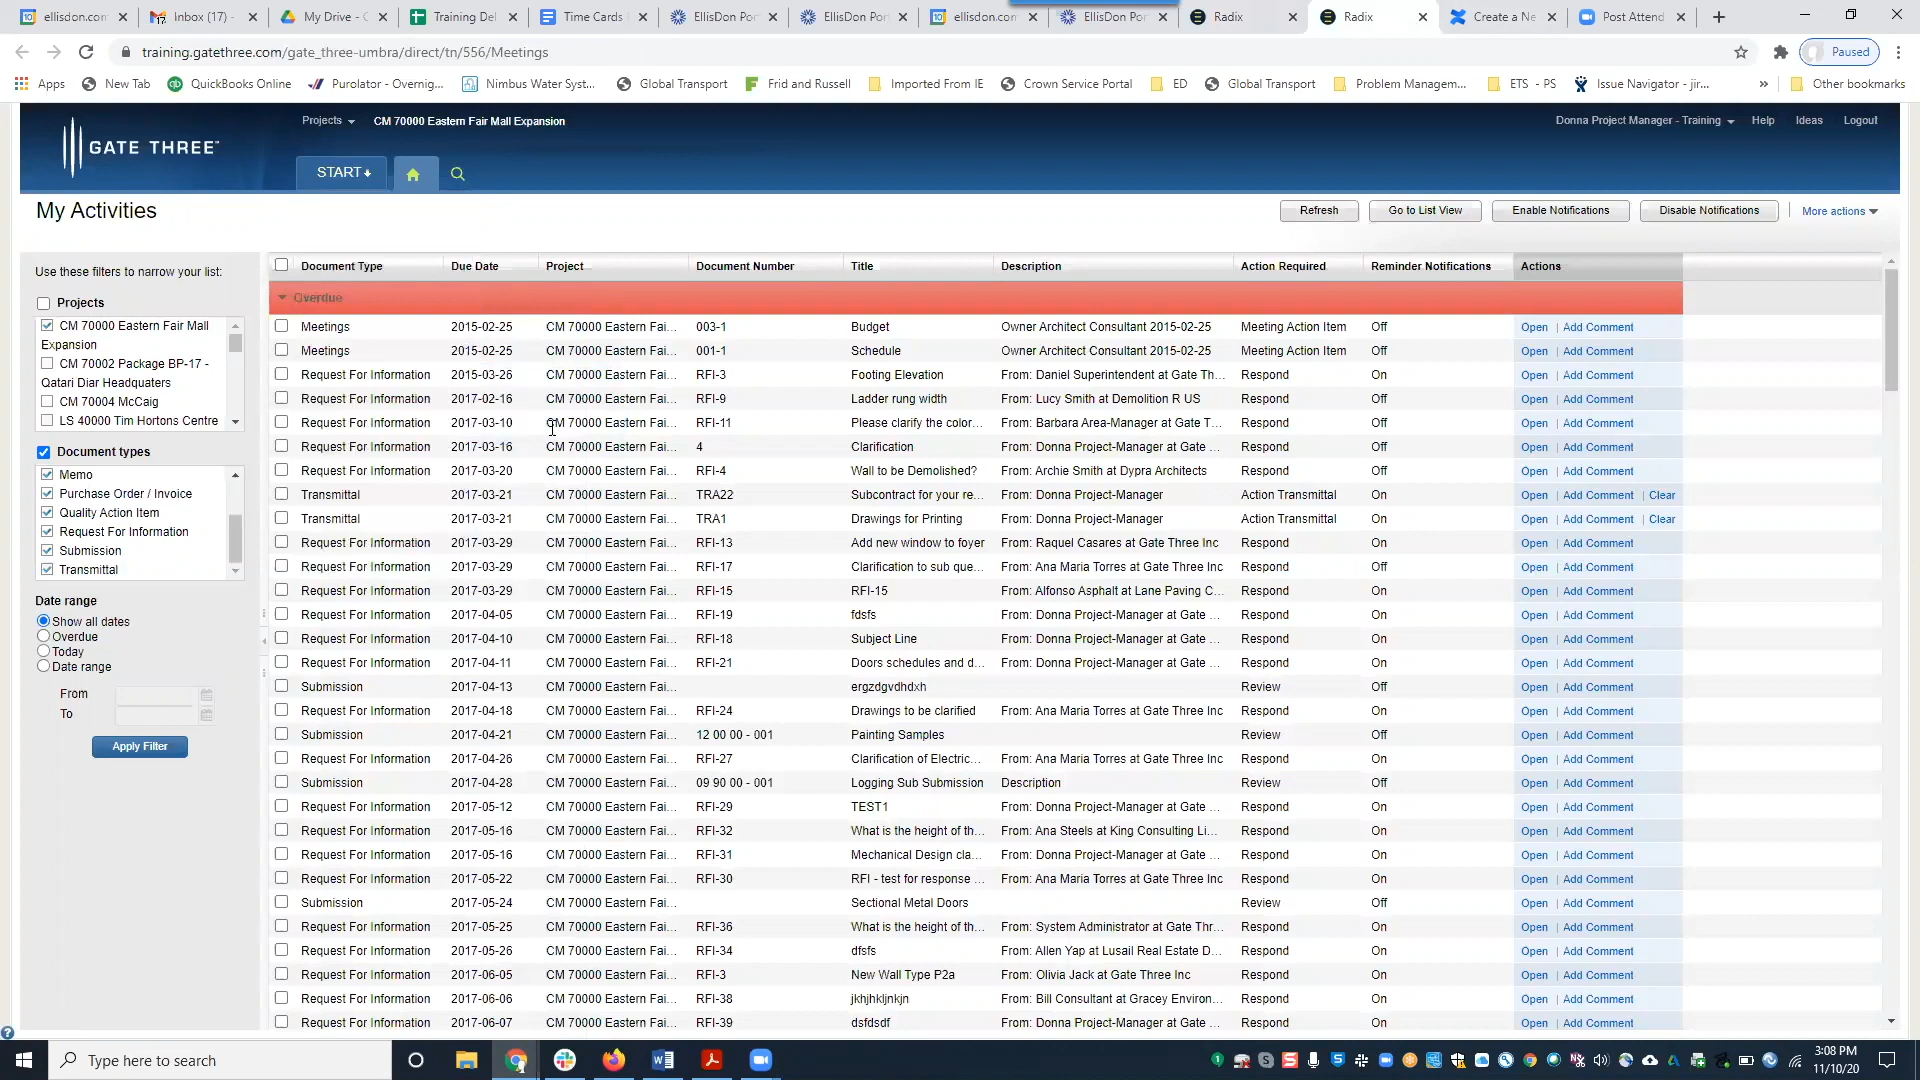 ellisdon.com
Inbox (17) -
My Drive - G
Training Del
Time Cards
EllisDon Por
EllisDon Por
ellisdon.com
EllisDon Por
Radix
Radix
Create a Ne
Post Attend
training.gatethree.com/gate_three-umbra/direct/tn/556/Meetings
Paused
Apps
New Tab
QuickBooks Online
Purolator - Overnig...
Nimbus Water Syst...
Global Transport
Frid and Russell
Imported From IE
Crown Service Portal
ED
Global Transport
Problem Managem...
ETS - PS
Issue Navigator - jir...
Other bookmarks
GATE THREE
Projects
CM 70000 Eastern Fair Mall Expansion
Donna Project Manager - Training
Help
Ideas
Logout
START
My Activities
Refresh
Go to List View
Enable Notifications
Disable Notifications
More actions
Use these filters to narrow your list:
Projects
CM 70000 Eastern Fair Mall
Expansion
CM 70002 Package BP-17 -
Qatari Diar Headquaters
CM 70004 McCaig
LS 40000 Tim Hortons Centre
Document types
Memo
Purchase Order / Invoice
Quality Action Item
Request For Information
Submission
Transmittal
Date range
Show all dates
Overdue
Today
Date range
From
To
Apply Filter
Document Type Due Date Project Document Number Title Description Action Required Reminder Notifications Actions
Overdue
Meetings 2015-02-25 CM 70000 Eastern Fai... 003-1 Budget Owner Architect Consultant 2015-02-25 Meeting Action Item Off Open | Add Comment
Meetings 2015-02-25 CM 70000 Eastern Fai... 001-1 Schedule Owner Architect Consultant 2015-02-25 Meeting Action Item Off Open | Add Comment
Request For Information 2015-03-26 CM 70000 Eastern Fai... RFI-3 Footing Elevation From: Daniel Superintendent at Gate Th... Respond On Open | Add Comment
Request For Information 2017-02-16 CM 70000 Eastern Fai... RFI-9 Ladder rung width From: Lucy Smith at Demolition R US Respond Off Open | Add Comment
Request For Information 2017-03-10 CM 70000 Eastern Fai... RFI-11 Please clarify the color... From: Barbara Area-Manager at Gate T... Respond Off Open | Add Comment
Request For Information 2017-03-16 CM 70000 Eastern Fai... 4 Clarification From: Donna Project-Manager at Gate ... Respond Off Open | Add Comment
Request For Information 2017-03-20 CM 70000 Eastern Fai... RFI-4 Wall to be Demolished? From: Archie Smith at Dypra Architects Respond Off Open | Add Comment
Transmittal 2017-03-21 CM 70000 Eastern Fai... TRA22 Subcontract for your re... From: Donna Project-Manager Action Transmittal On Open | Add Comment | Clear
Transmittal 2017-03-21 CM 70000 Eastern Fai... TRA1 Drawings for Printing From: Donna Project-Manager Action Transmittal On Open | Add Comment | Clear
Request For Information 2017-03-29 CM 70000 Eastern Fai... RFI-13 Add new window to foyer From: Raquel Casares at Gate Three Inc Respond On Open | Add Comment
Request For Information 2017-03-29 CM 70000 Eastern Fai... RFI-17 Clarification to sub que... From: Ana Maria Torres at Gate Three Inc Respond Off Open | Add Comment
Request For Information 2017-03-29 CM 70000 Eastern Fai... RFI-15 RFI-15 From: Alfonso Asphalt at Lane Paving C... Respond On Open | Add Comment
Request For Information 2017-04-05 CM 70000 Eastern Fai... RFI-19 fdsfs From: Donna Project-Manager at Gate ... Respond On Open | Add Comment
Request For Information 2017-04-10 CM 70000 Eastern Fai... RFI-18 Subject Line From: Donna Project-Manager at Gate ... Respond On Open | Add Comment
Request For Information 2017-04-11 CM 70000 Eastern Fai... RFI-21 Doors schedules and d... From: Donna Project-Manager at Gate ... Respond On Open | Add Comment
Submission 2017-04-13 CM 70000 Eastern Fai... ergzdgvdhdxh Review Off Open | Add Comment
Request For Information 2017-04-18 CM 70000 Eastern Fai... RFI-24 Drawings to be clarified From: Ana Maria Torres at Gate Three Inc Respond On Open | Add Comment
Submission 2017-04-21 CM 70000 Eastern Fai... 12 00 00 - 001 Painting Samples Review Off Open | Add Comment
Request For Information 2017-04-26 CM 70000 Eastern Fai... RFI-27 Clarification of Electric... From: Ana Maria Torres at Gate Three Inc Respond On Open | Add Comment
Submission 2017-04-28 CM 70000 Eastern Fai... 09 90 00 - 001 Logging Sub Submission Description Review Off Open | Add Comment
Request For Information 2017-05-12 CM 70000 Eastern Fai... RFI-29 TEST1 From: Donna Project-Manager at Gate ... Respond On Open | Add Comment
Request For Information 2017-05-16 CM 70000 Eastern Fai... RFI-32 What is the height of th... From: Ana Steels at King Consulting Li... Respond On Open | Add Comment
Request For Information 2017-05-16 CM 70000 Eastern Fai... RFI-31 Mechanical Design cla... From: Donna Project-Manager at Gate ... Respond On Open | Add Comment
Request For Information 2017-05-22 CM 70000 Eastern Fai... RFI-30 RFI - test for response ... From: Ana Maria Torres at Gate Three Inc Respond On Open | Add Comment
Submission 2017-05-24 CM 70000 Eastern Fai... Sectional Metal Doors Review Off Open | Add Comment
Request For Information 2017-05-25 CM 70000 Eastern Fai... RFI-36 What is the height of th... From: System Administrator at Gate Thr... Respond On Open | Add Comment
Request For Information 2017-05-26 CM 70000 Eastern Fai... RFI-34 dfsfs From: Allen Yap at Lusail Real Estate D... Respond On Open | Add Comment
Request For Information 2017-06-05 CM 70000 Eastern Fai... RFI-3 New Wall Type P2a From: Olivia Jack at Gate Three Inc Respond On Open | Add Comment
Request For Information 2017-06-06 CM 70000 Eastern Fai... RFI-38 jkhjhkljnkjn From: Bill Consultant at Gracey Environ... Respond On Open | Add Comment
Request For Information 2017-06-07 CM 70000 Eastern Fai... RFI-39 dsfdsdf From: Donna Project-Manager at Gate ... Respond On Open | Add Comment
Type here to search
3:08 PM
11/10/20